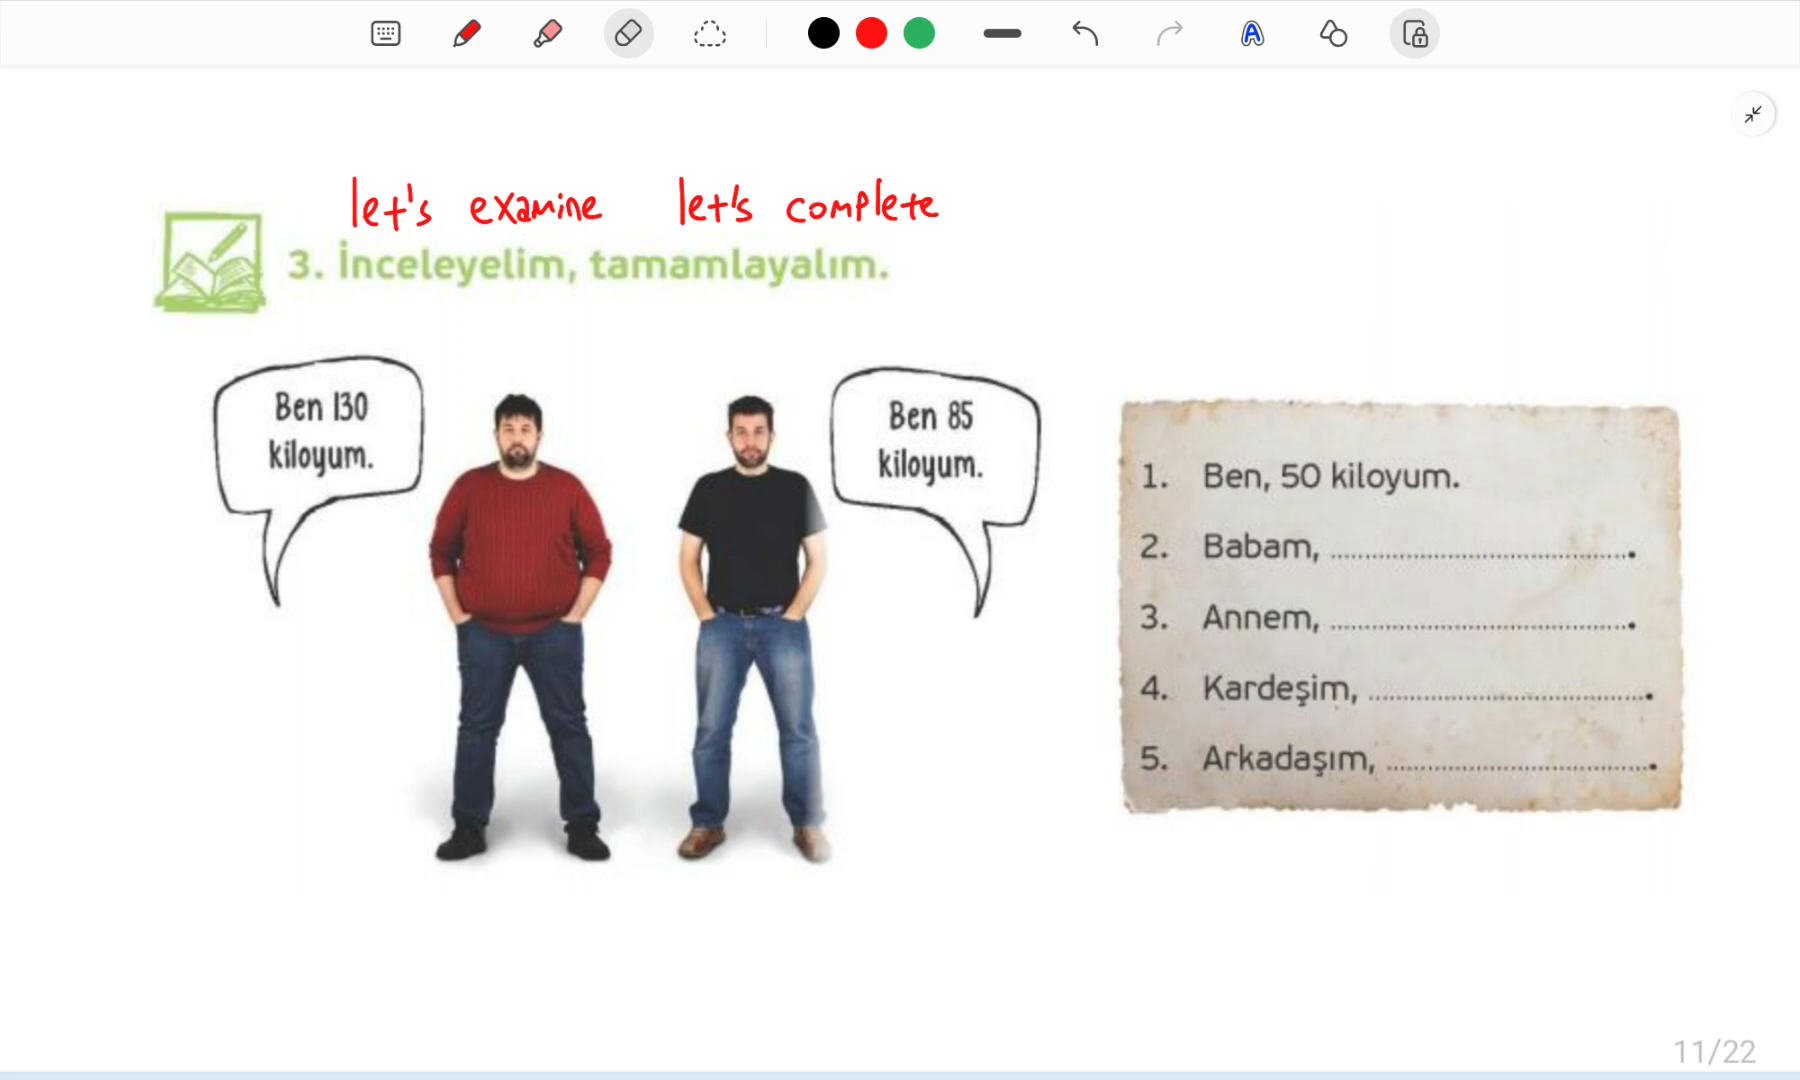 let's examine let's complete
3. İnceleyelim, tamamlayalım.
Ben 130
kiloyum.
Ben 85
kiloyum.
1. Ben, 50 kiloyum.
2. Babam, ..........................................
3. Annem, ..........................................
4. Kardeşim, .......................................
5. Arkadaşım, .....................................
11/22